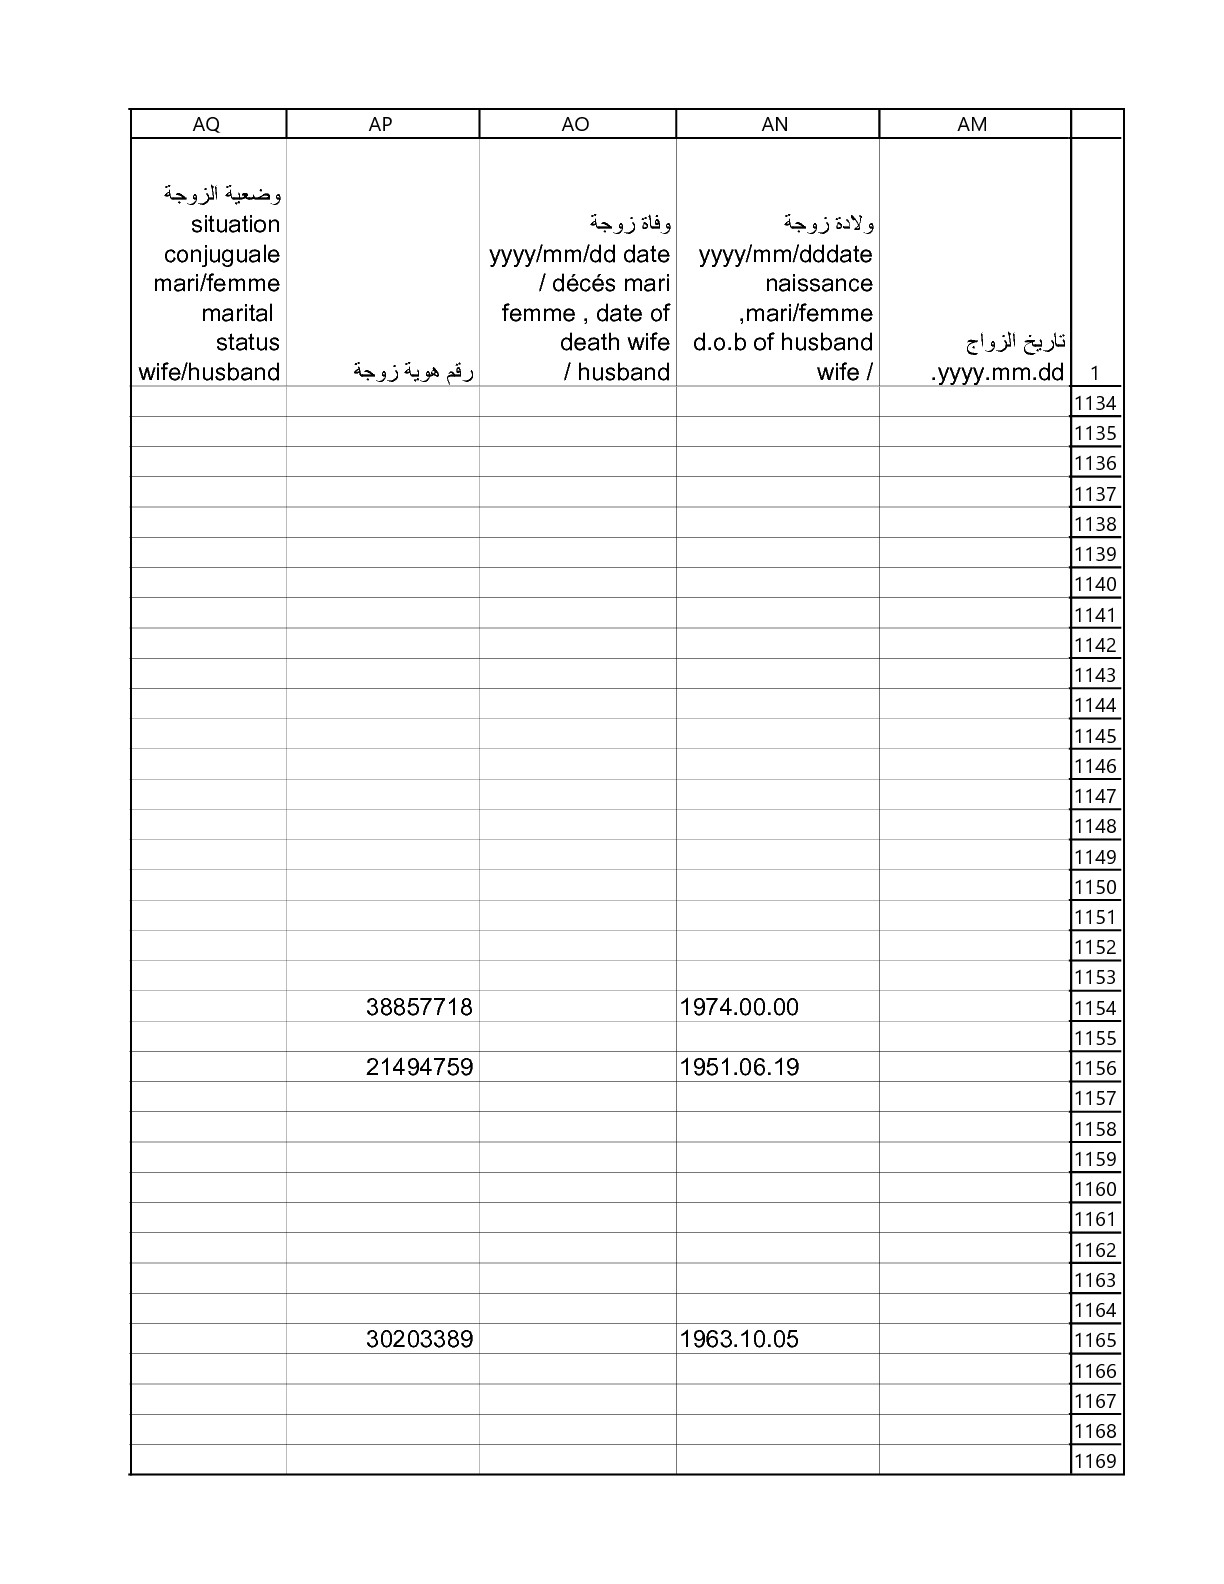 AQ AP AO AN AM
وضعية الزوجة
situation
conjuguale
mari/femme
marital
status
wife/husband
رقم هوية زوجة
وفاة زوجة
yyyy/mm/dd date
/ décés mari
femme , date of
death wife
/ husband
ولادة زوجة
yyyy/mm/dddate
naissance
,mari/femme
d.o.b of husband
wife /
تاريخ الزواج
.yyyy.mm.dd
1
1134
1135
1136
1137
1138
1139
1140
1141
1142
1143
1144
1145
1146
1147
1148
1149
1150
1151
1152
1153
38857718 1974.00.00 1154
1155
21494759 1951.06.19 1156
1157
1158
1159
1160
1161
1162
1163
1164
30203389 1963.10.05 1165
1166
1167
1168
1169